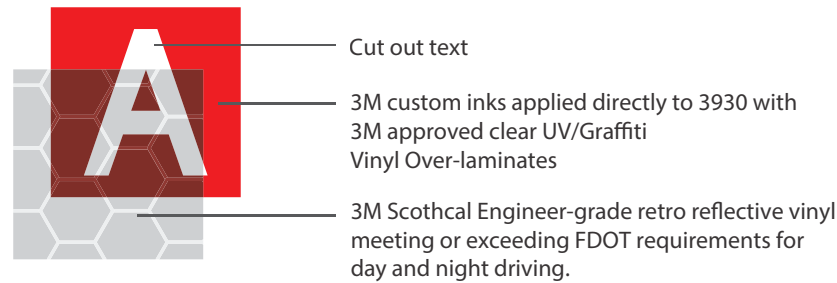 A
Cut out text
3M custom inks applied directly to 3930 with
3M approved clear UV/Graffiti
Vinyl Over-laminates
3M Scothcal Engineer-grade retro reflective vinyl
meeting or exceeding FDOT requirements for
day and night driving.